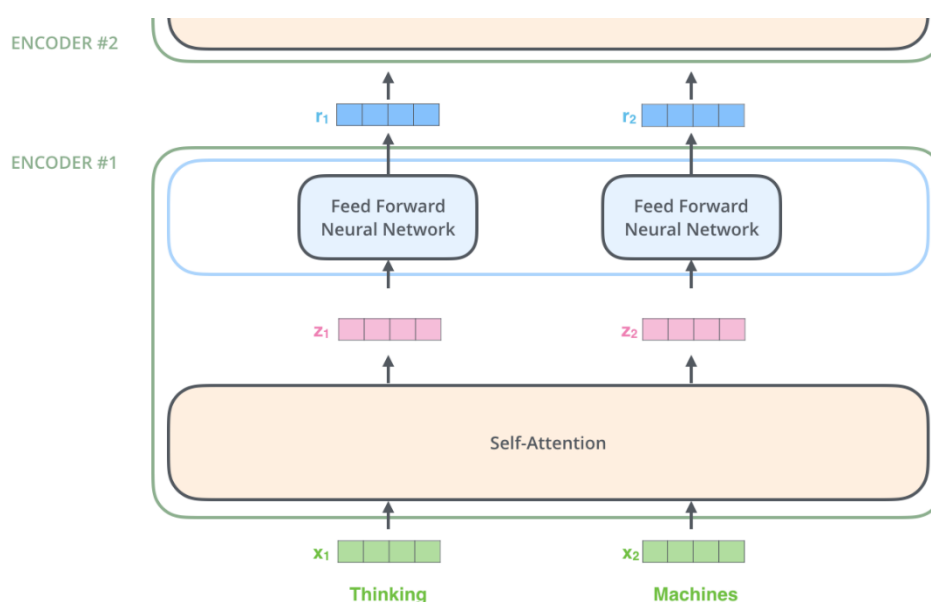 ENCODER #2
r₁
r₂
ENCODER #1
Feed Forward
Neural Network
Feed Forward
Neural Network
z₁
z₂
Self-Attention
x₁
x₂
Thinking
Machines